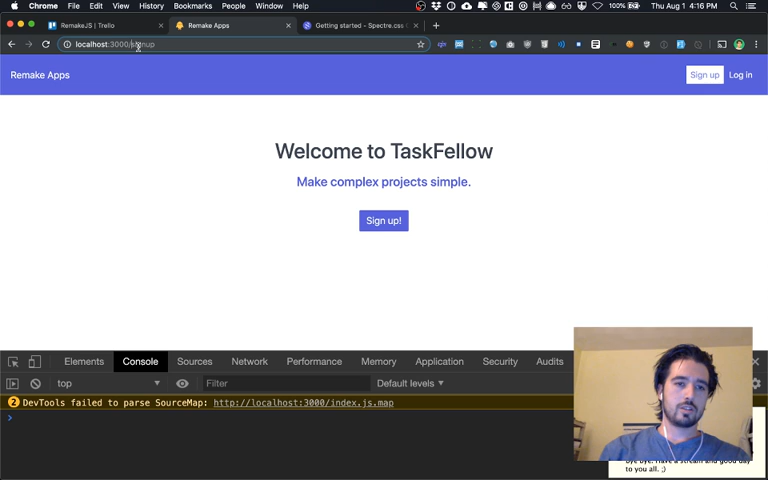 Chrome File Edit View History Bookmarks People Window Help 100% Thu Aug 1 4:16 PM
RemakeJS | Trello Remake Apps Getting started - Spectre.css
localhost:3000/signup
Remake Apps Sign up Log in
Welcome to TaskFellow
Make complex projects simple.
Sign up!
Elements Console Sources Network Performance Memory Application Security Audits
top Filter Default levels
2 DevTools failed to parse SourceMap: http://localhost:3000/index.js.map
to you all. ;)